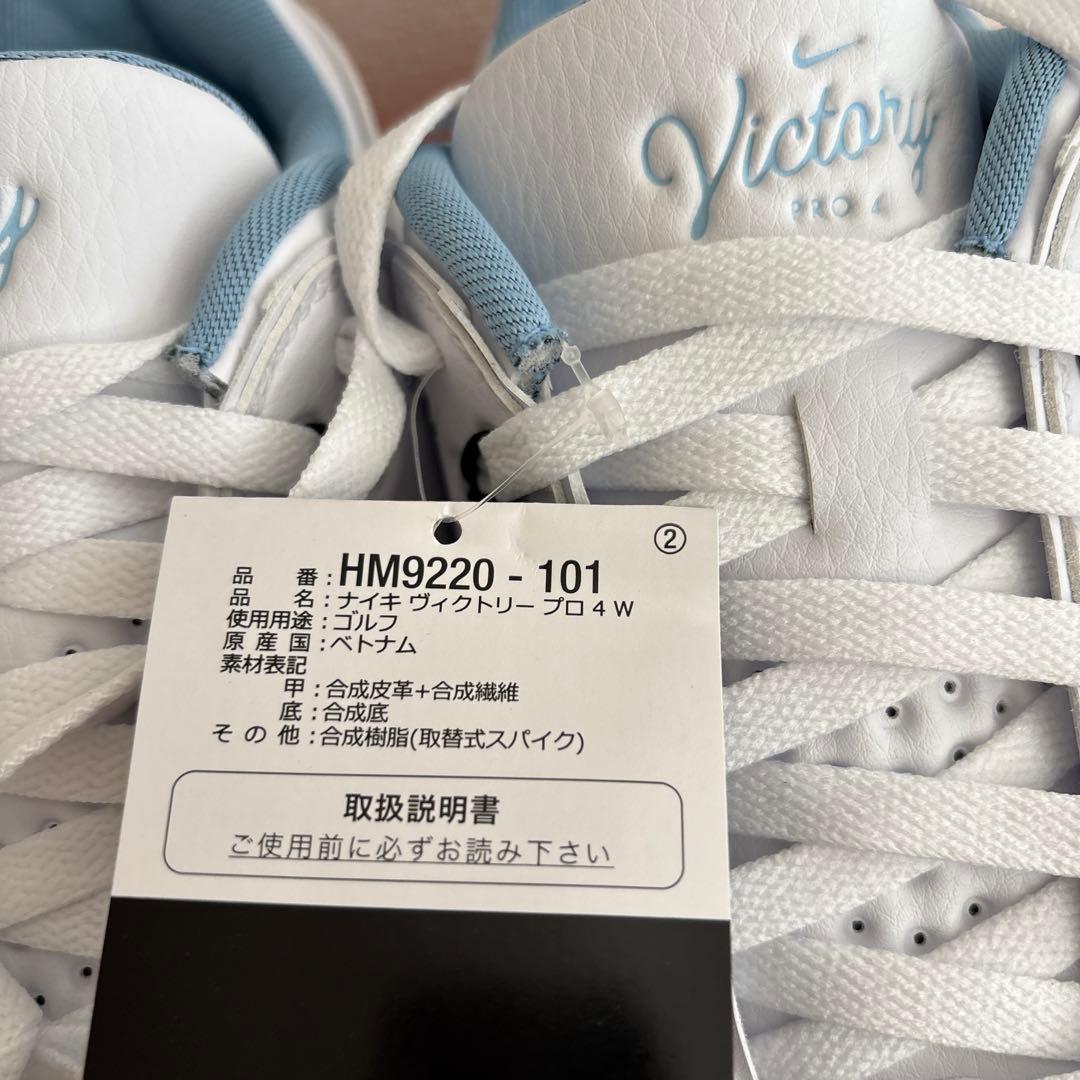 Victory
PRO 4
y
②
品 番 : HM9220 - 101
品 名 : ナイキ ヴィクトリー プロ 4 W
使用用途 : ゴルフ
原 産 国 : ベトナム
素材表記
甲 : 合成皮革+合成繊維
底 : 合成底
そ の 他 : 合成樹脂(取替式スパイク)
取扱説明書
ご使用前に必ずお読み下さい